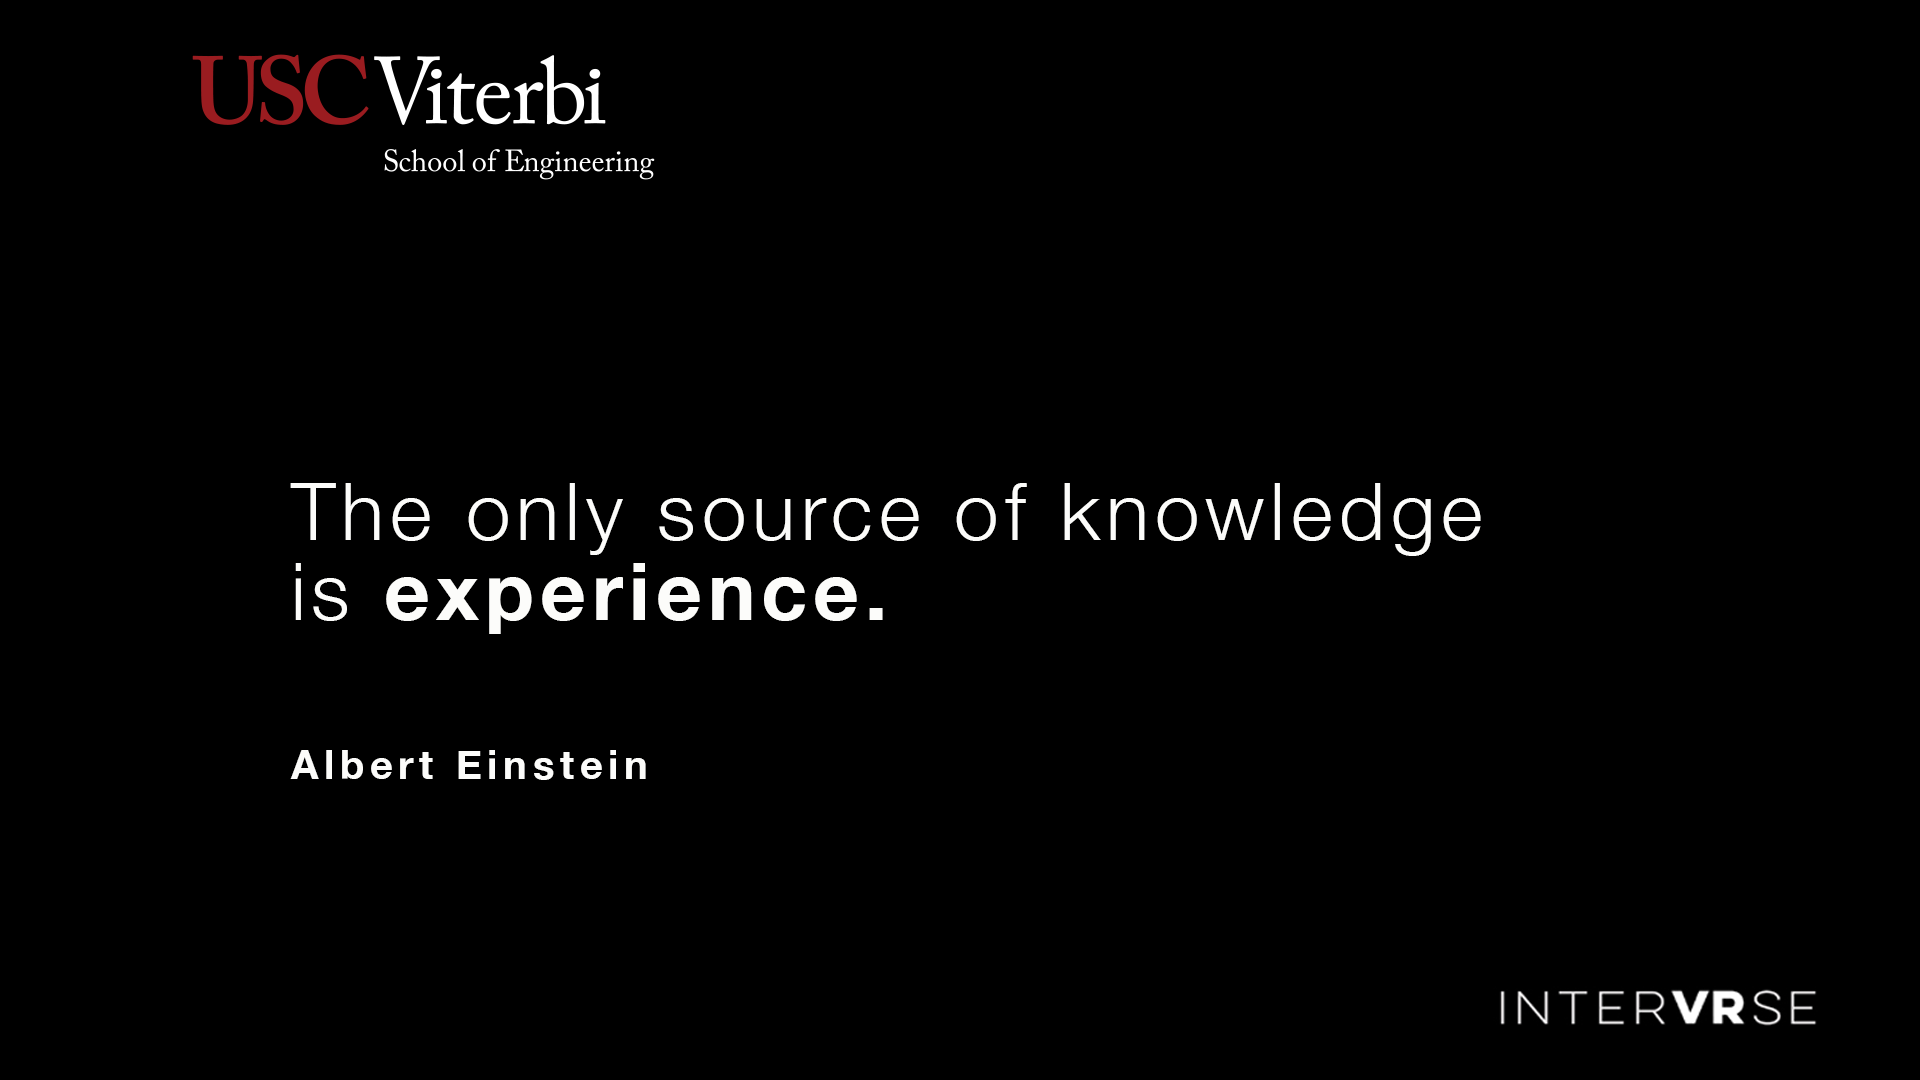 USC Viterbi
School of Engineering
The only source of knowledge
is experience.
Albert Einstein
INTERVRSE